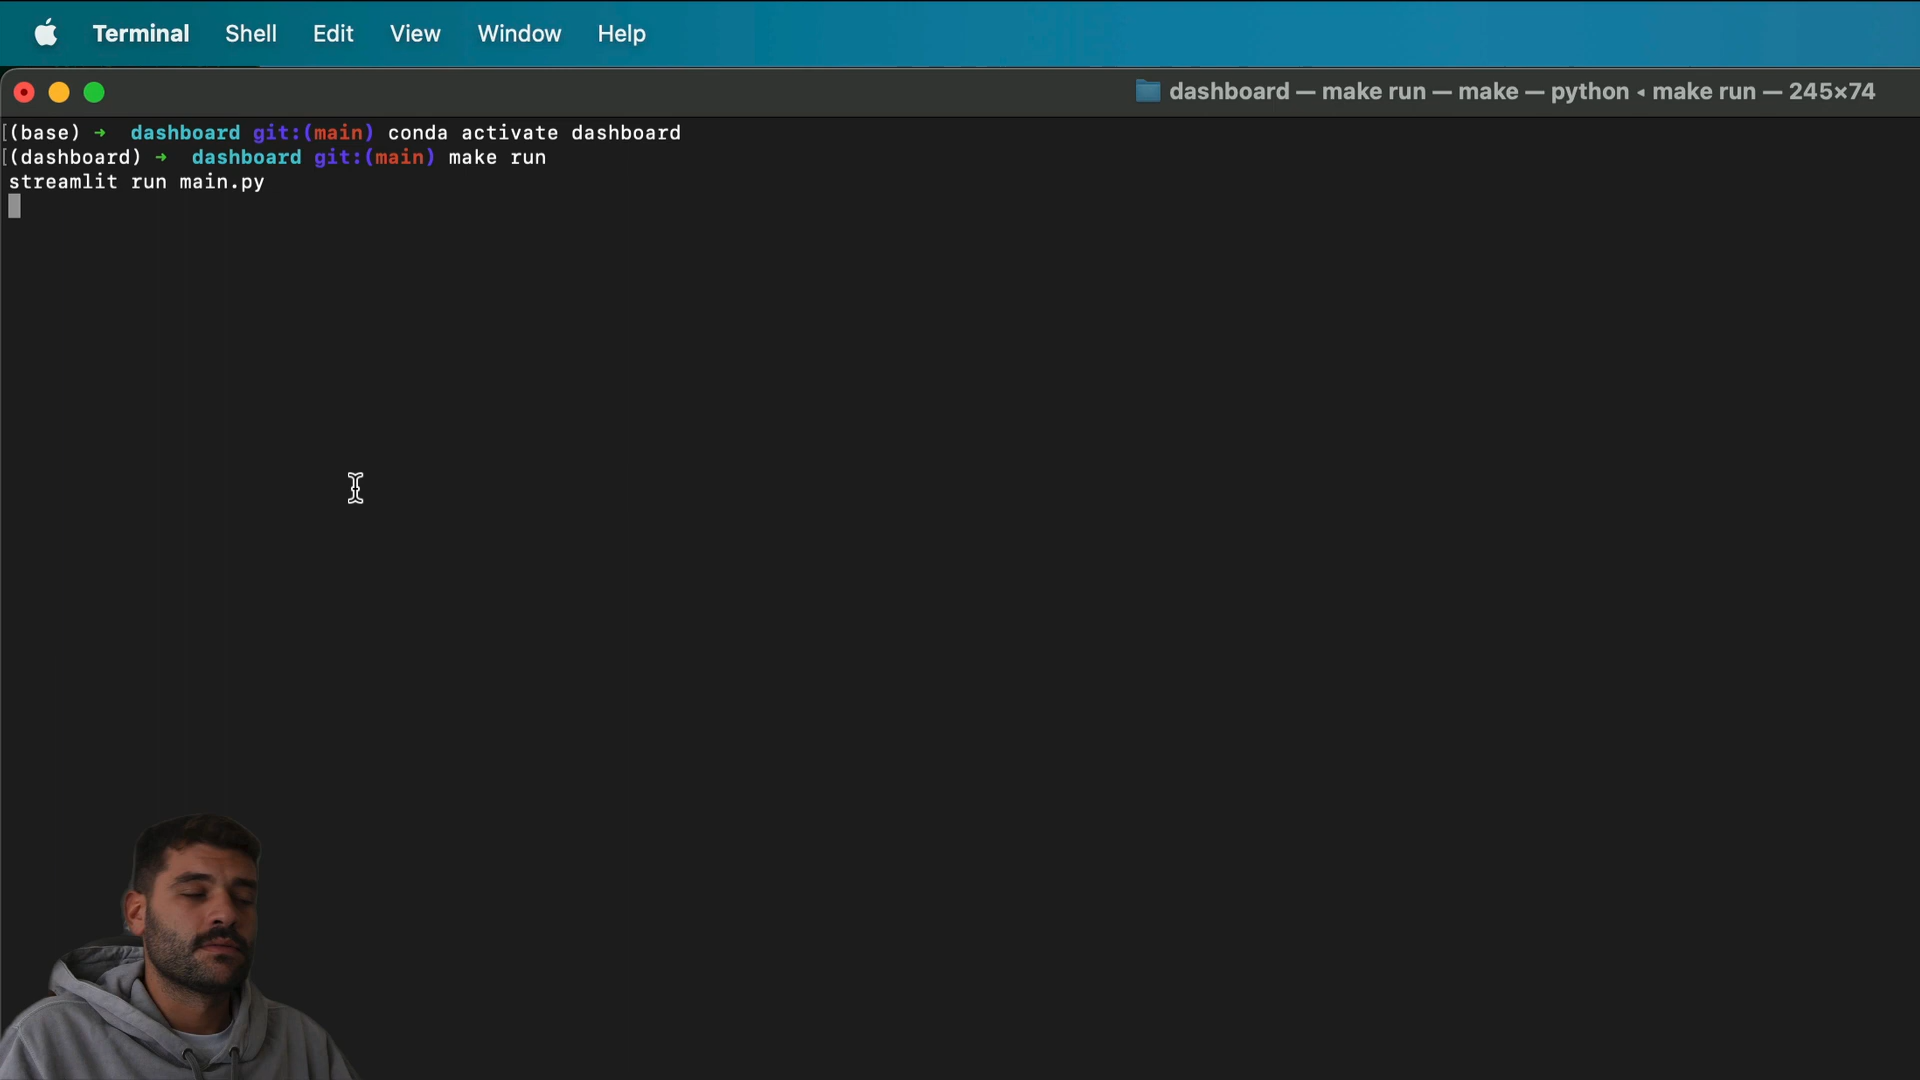 Terminal Shell Edit View Window Help
dashboard — make run — make — python ◂ make run — 245×74
[(base) ➜ dashboard git:(main) conda activate dashboard
[(dashboard) ➜ dashboard git:(main) make run
streamlit run main.py